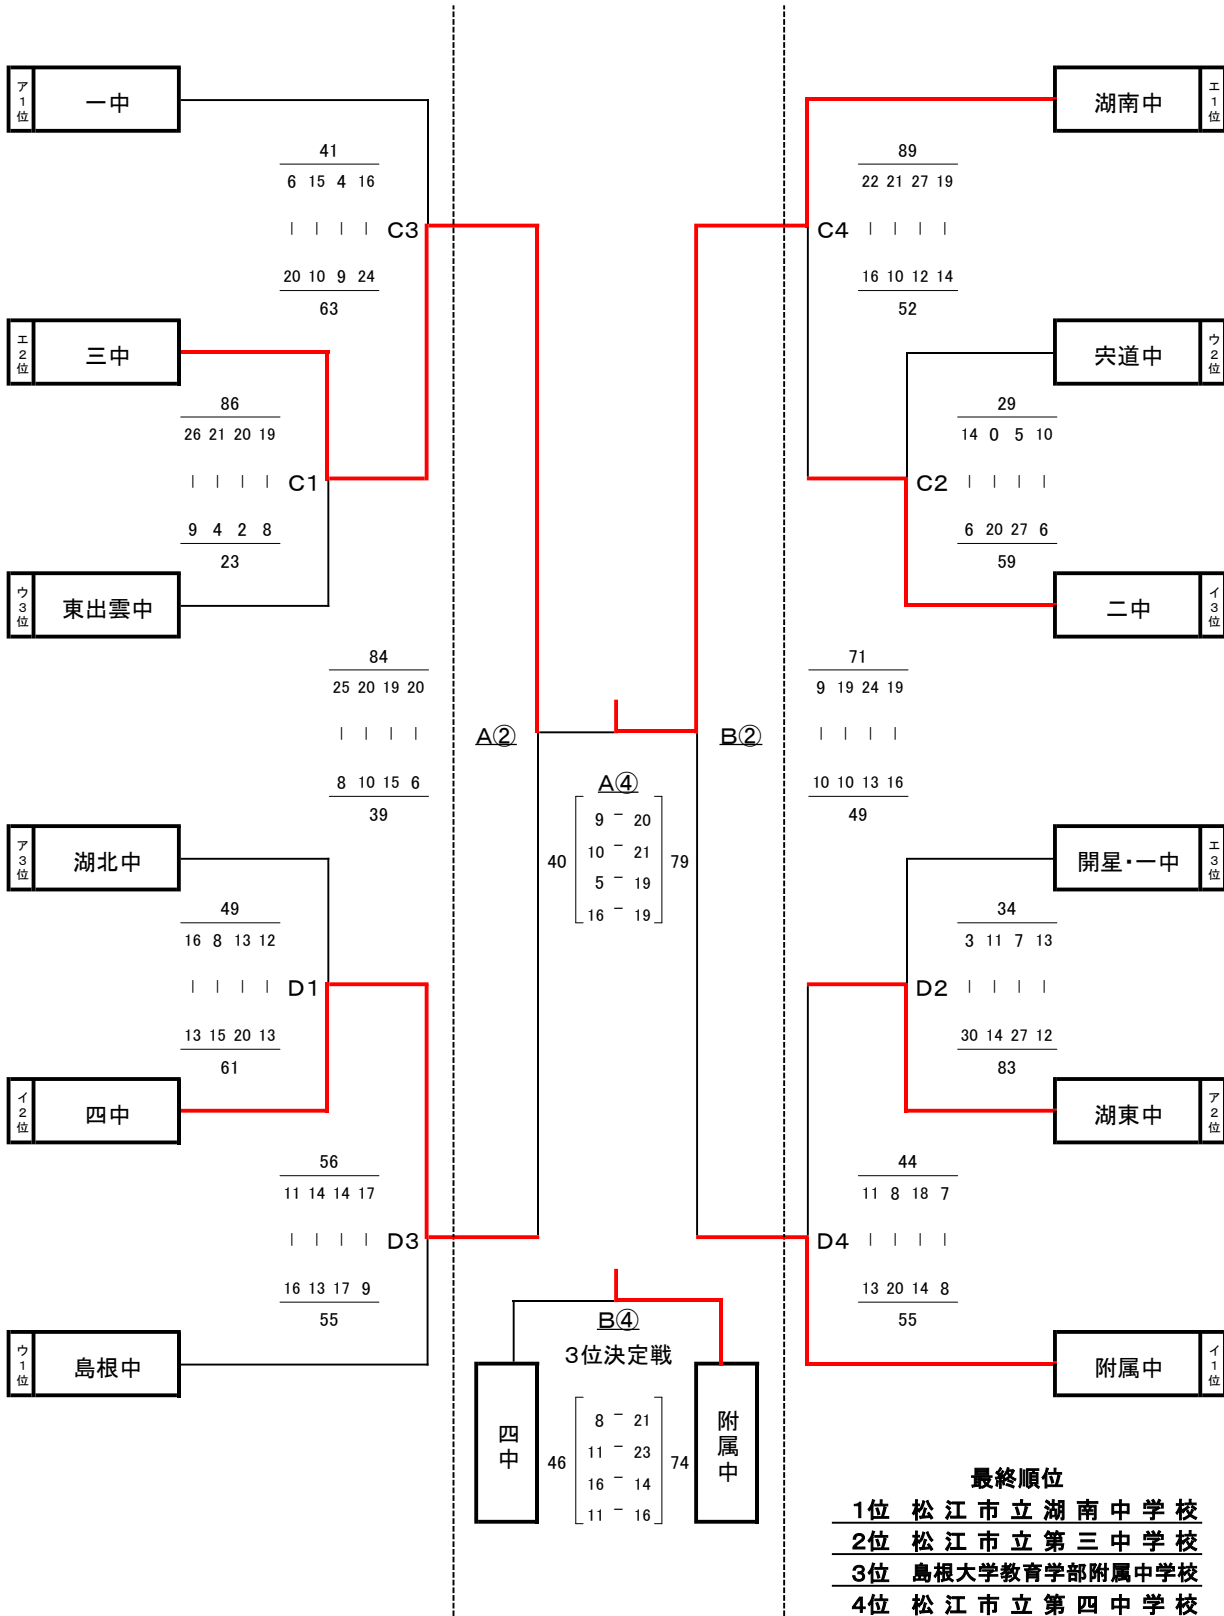 ア1位 一中
41
6 15 4 16
| | | | C3
20 10 9 24
63
エ2位 三中
86
26 21 20 19
| | | | C1
9 4 2 8
23
ウ3位 東出雲中
84
25 20 19 20
| | | | A②
8 10 15 6
39
ア3位 湖北中
49
16 8 13 12
| | | | D1
13 15 20 13
61
イ2位 四中
56
11 14 14 17
| | | | D3
16 13 17 9
55
ウ1位 島根中
A④
9 - 20
10 - 21
40 79
5 - 19
16 - 19
B④
3位決定戦
四中 附属中
8 - 21
11 - 23
46 74
16 - 14
11 - 16
湖南中 エ1位
89
22 21 27 19
C4 | | | |
16 10 12 14
52
宍道中 ウ2位
29
14 0 5 10
C2 | | | |
6 20 27 6
59
二中 イ3位
71
9 19 24 19
B② | | | |
10 10 13 16
49
開星・一中 エ3位
34
3 11 7 13
D2 | | | |
30 14 27 12
83
湖東中 ア2位
44
11 8 18 7
D4 | | | |
13 20 14 8
55
附属中 イ1位
最終順位
1位 松江市立湖南中学校
2位 松江市立第三中学校
3位 島根大学教育学部附属中学校
4位 松江市立第四中学校